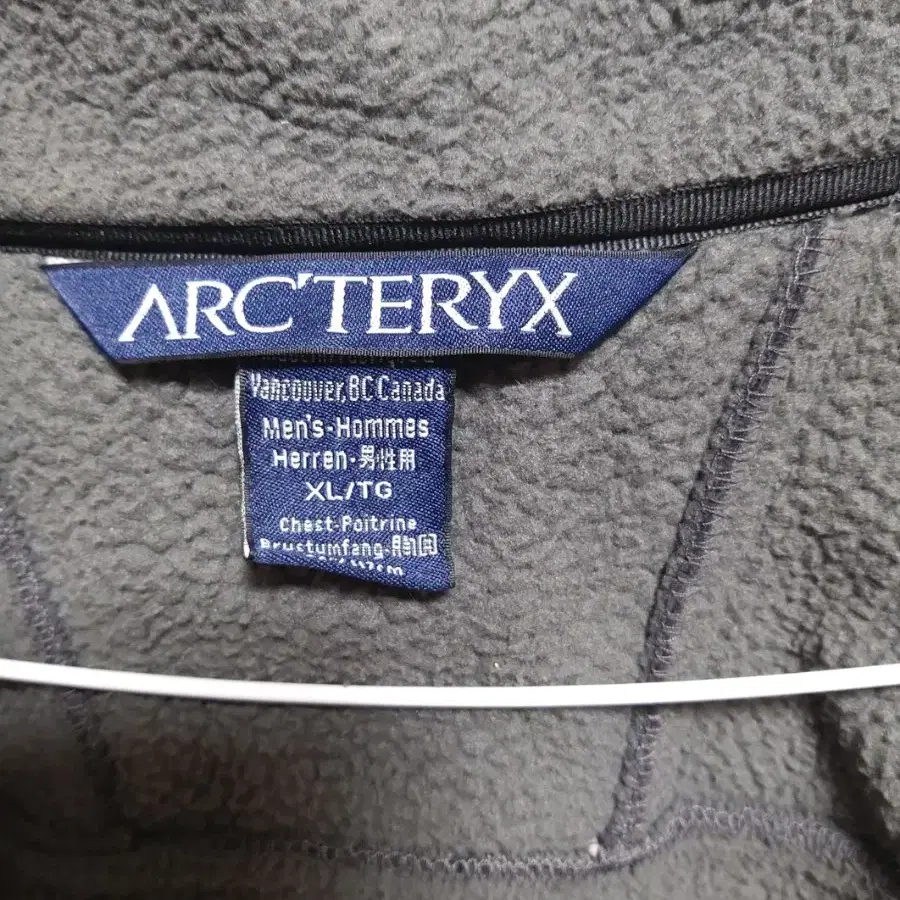 ARC'TERYX
Vancouver, BC Canada
Men's-Hommes
Herren-男性用
XL/TG
Chest-Poitrine
Brustumfang-胸囲